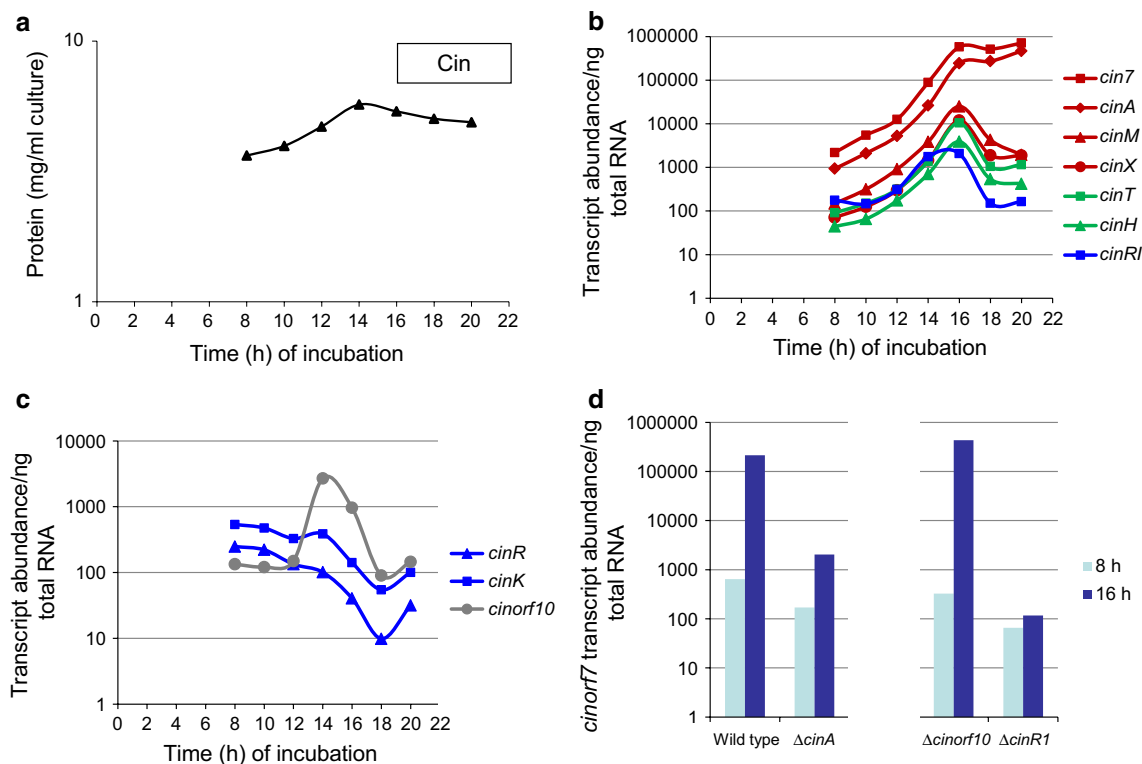 a
10
Cin
Protein (mg/ml culture)
1
0 2 4 6 8 10 12 14 16 18 20 22
Time (h) of incubation
b
1000000
100000
10000
1000
100
10
1
Transcript abundance/ng
total RNA
0 2 4 6 8 10 12 14 16 18 20 22
Time (h) of incubation
cin7
cinA
cinM
cinX
cinT
cinH
cinRI
c
10000
1000
100
10
1
Transcript abundance/ng
total RNA
0 2 4 6 8 10 12 14 16 18 20 22
Time (h) of incubation
cinR
cinK
cinorf10
d
1000000
100000
10000
1000
100
10
1
cinorf7 transcript abundance/ng
total RNA
Wild type ΔcinA Δcinorf10 ΔcinR1
8 h
16 h